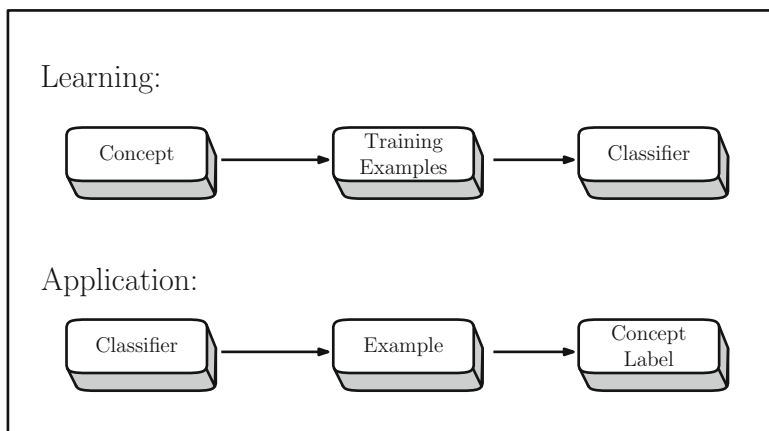 Learning:
Concept
Training
Examples
Classifier
Application:
Classifier
Example
Concept
Label